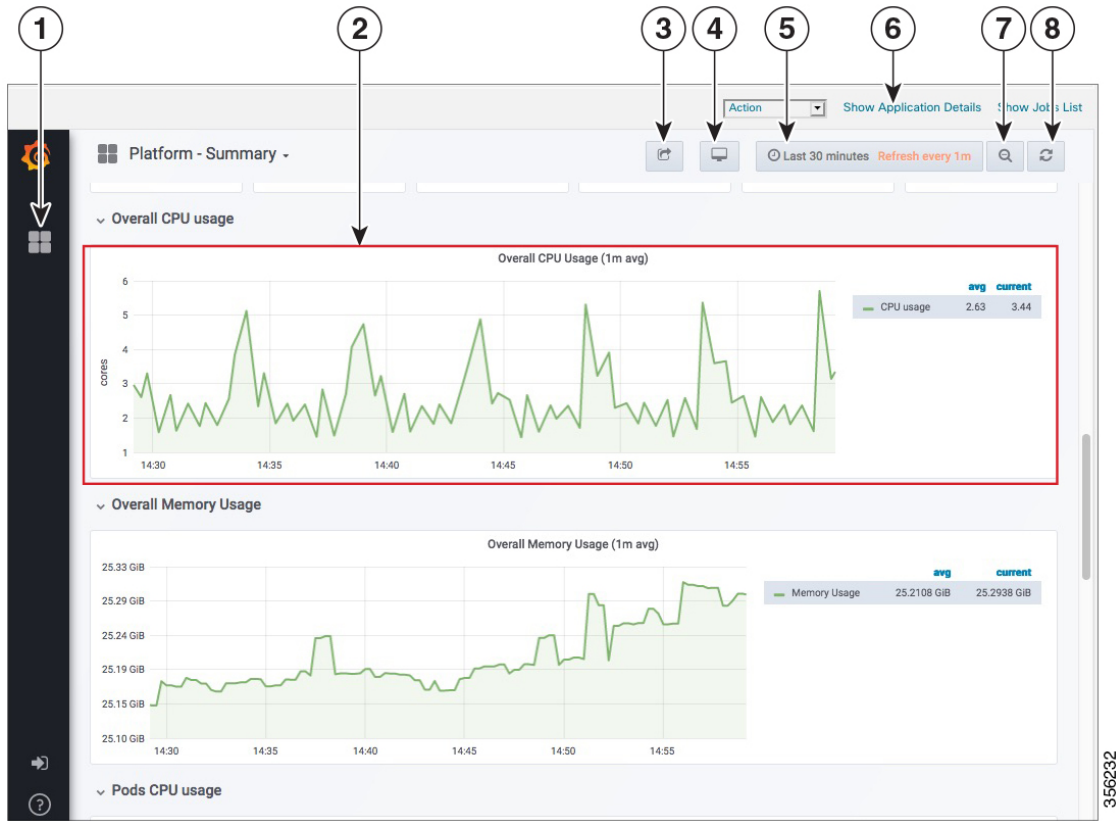 1 2 3 4 5 6 7 8
Action Show Application Details Show Jobs List
Platform - Summary
Last 30 minutes Refresh every 1m
Overall CPU usage
Overall CPU Usage (1m avg)
avg current
CPU usage 2.63 3.44
cores
6
5
4
3
2
1
14:30 14:35 14:40 14:45 14:50 14:55
Overall Memory Usage
Overall Memory Usage (1m avg)
avg current
Memory Usage 25.2108 GiB 25.2938 GiB
25.33 GiB
25.29 GiB
25.24 GiB
25.19 GiB
25.15 GiB
25.10 GiB
14:30 14:35 14:40 14:45 14:50 14:55
Pods CPU usage
?
356232